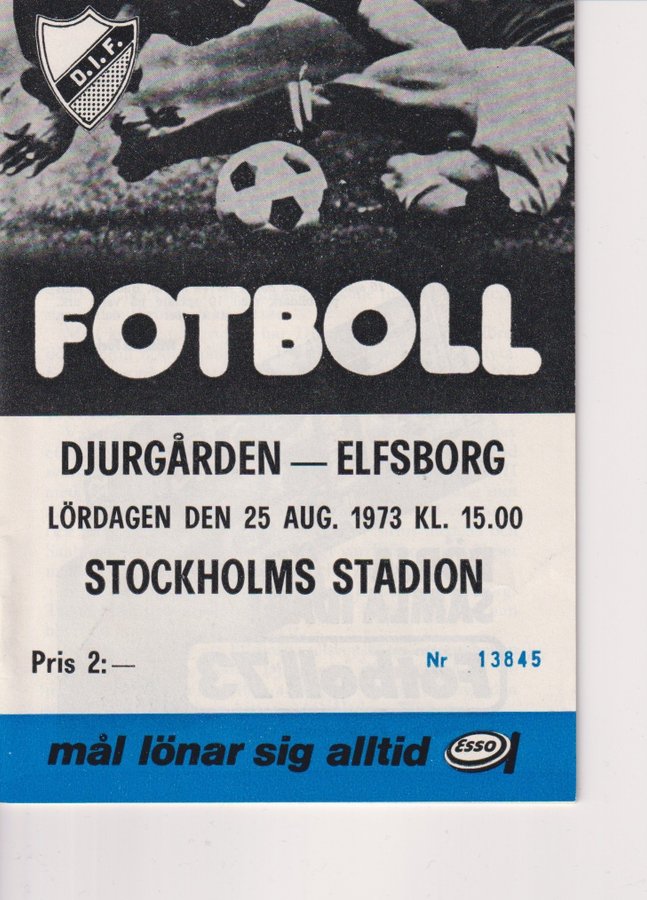 D.I.F.
FOTBOLL
DJURGÅRDEN — ELFSBORG
LÖRDAGEN DEN 25 AUG. 1973 KL. 15.00
STOCKHOLMS STADION
Pris 2:—
Nr 13845
mål lönar sig alltid ESSO